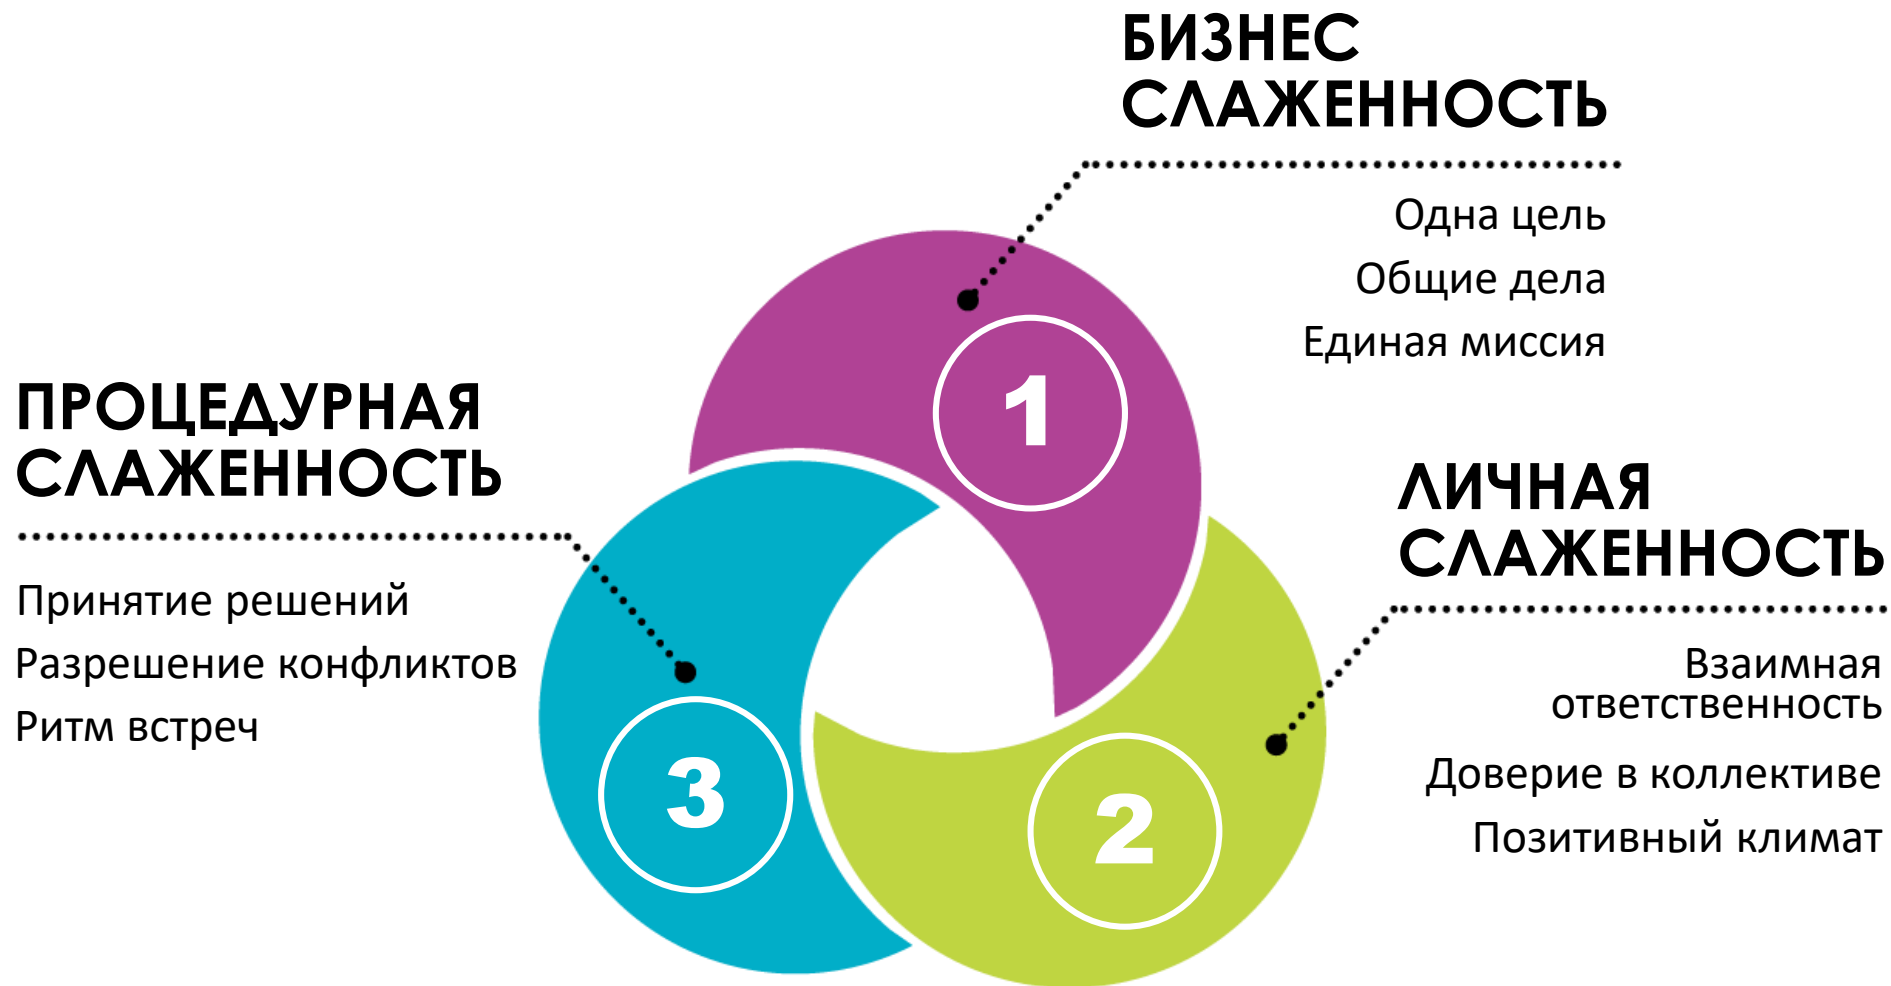 БИЗНЕС
СЛАЖЕННОСТЬ
Одна цель
Общие дела
Единая миссия
1
ЛИЧНАЯ
СЛАЖЕННОСТЬ
Взаимная
ответственность
Доверие в коллективе
Позитивный климат
2
ПРОЦЕДУРНАЯ
СЛАЖЕННОСТЬ
Принятие решений
Разрешение конфликтов
Ритм встреч
3